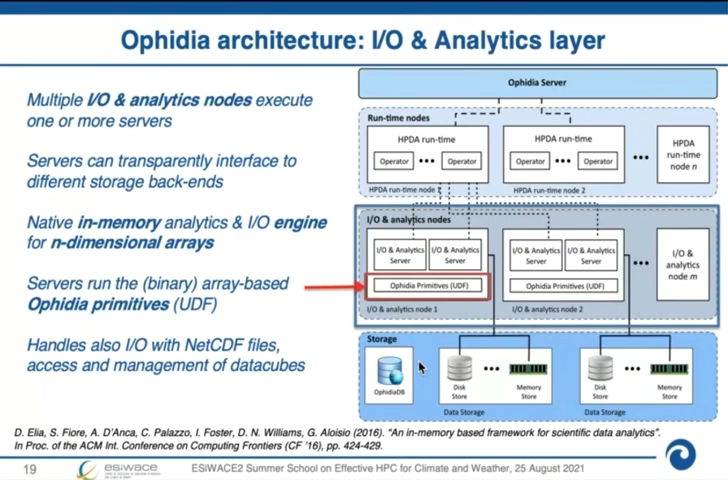 Ophidia architecture: I/O & Analytics layer
Multiple I/O & analytics nodes execute
one or more servers
Servers can transparently interface to
different storage back-ends
Native in-memory analytics & I/O engine
for n-dimensional arrays
Servers run the (binary) array-based
Ophidia primitives (UDF)
Handles also I/O with NetCDF files,
access and management of datacubes
Ophidia Server
Run-time nodes
HPDA run-time
Operator
•••
Operator
HPDA run-time node 1
HPDA run-time
Operator
•••
Operator
HPDA run-time node 2
•••
HPDA
run-time
node n
I/O & analytics nodes
I/O & Analytics
Server
I/O & Analytics
Server
Ophidia Primitives (UDF)
I/O & analytics node 1
I/O & Analytics
Server
I/O & Analytics
Server
Ophidia Primitives (UDF)
I/O & analytics node 2
•••
I/O &
analytics
node m
Storage
OphidiaDB
Disk
Store
•••
Memory
Store
Data Storage
Disk
Store
•••
Memory
Store
Data Storage
D. Elia, S. Fiore, A. D'Anca, C. Palazzo, I. Foster, D. N. Williams, G. Aloisio (2016). "An in-memory based framework for scientific data analytics".
In Proc. of the ACM Int. Conference on Computing Frontiers (CF '16), pp. 424-429.
19
esiwace
ESiWACE2 Summer School on Effective HPC for Climate and Weather, 25 August 2021